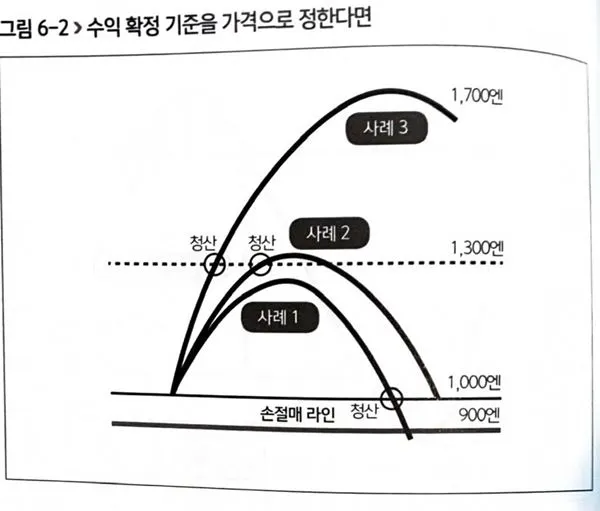 그림 6-2 > 수익 확정 기준을 가격으로 정한다면
1,700엔
사례 3
청산
청산
사례 2
1,300엔
사례 1
1,000엔
손절매 라인
청산
900엔